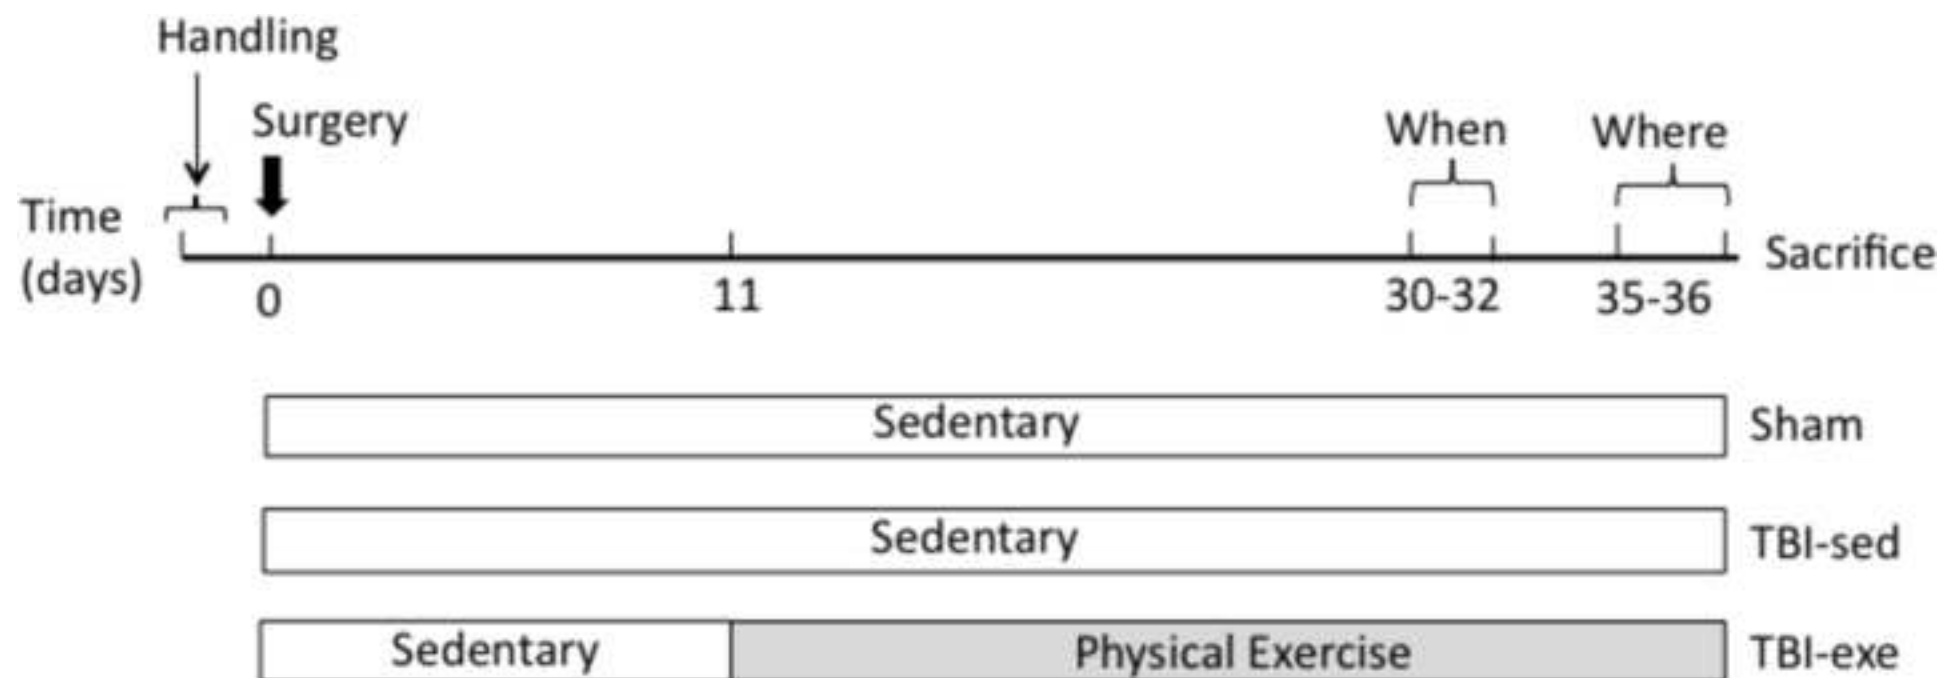 Handling
Surgery
When Where
Time
(days)
Sacrifice
0 11 30-32 35-36
Sedentary Sham
Sedentary TBI-sed
Sedentary Physical Exercise TBI-exe